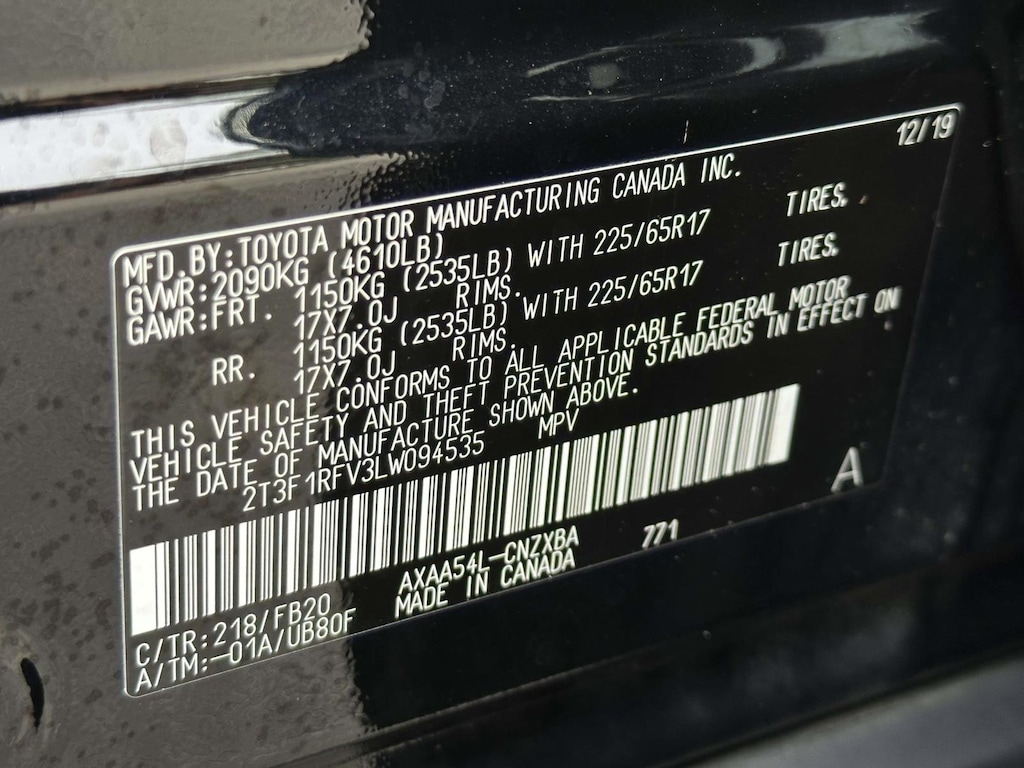 12/19
MFD.BY:TOYOTA MOTOR MANUFACTURING CANADA INC.
GVWR:2090KG (4610LB)
GAWR:FRT. 1150KG (2535LB) WITH 225/65R17 TIRES.
17X7.0J RIMS.
RR. 1150KG (2535LB) WITH 225/65R17 TIRES.
17X7.0J RIMS.
THIS VEHICLE CONFORMS TO ALL APPLICABLE FEDERAL MOTOR
VEHICLE SAFETY AND THEFT PREVENTION STANDARDS IN EFFECT ON
THE DATE OF MANUFACTURE SHOWN ABOVE.
2T3F1RFV3LW094535 MPV
A
AXAA54L-CNZXBA 771
MADE IN CANADA
C/TR:218/FB20
A/TM:-01A/UB80F